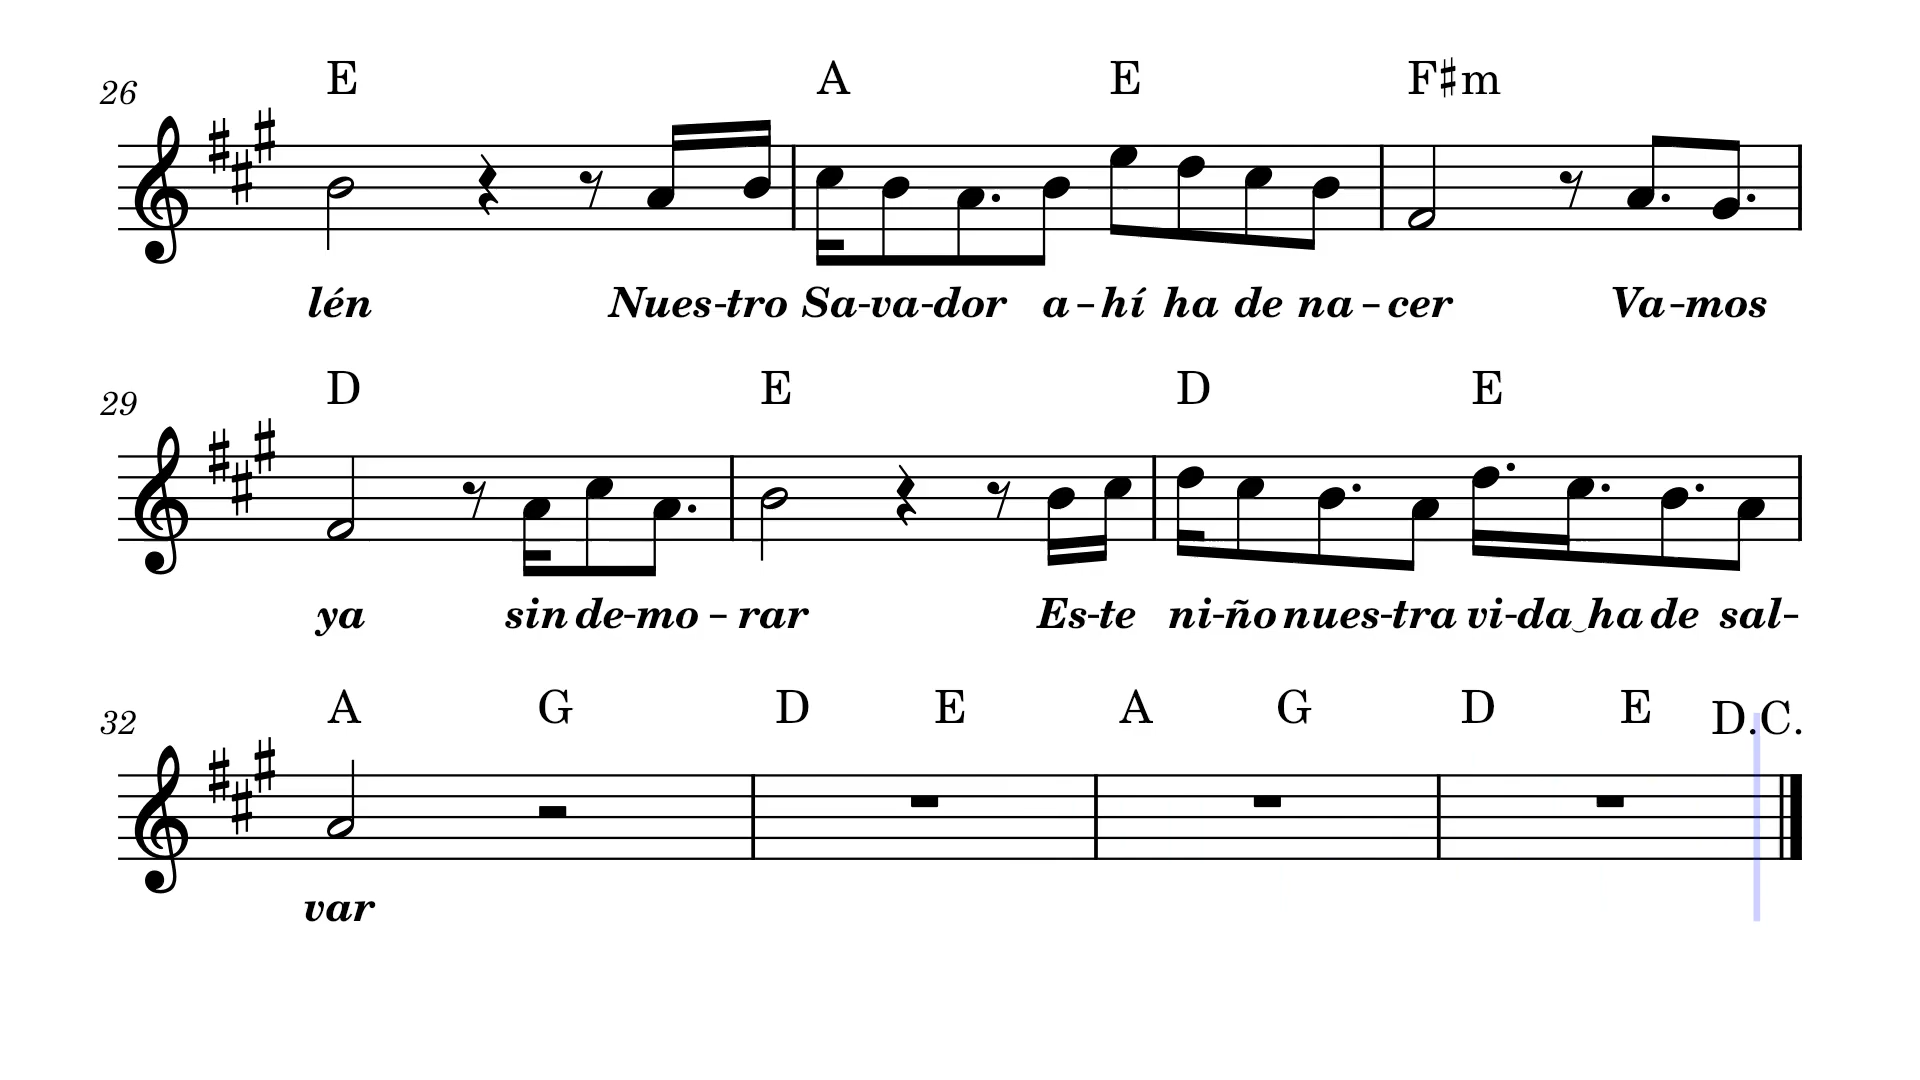 26 E A E F♯m
lén Nues-tro Sa-va-dor a-hí ha de na-cer Va-mos
29 D E D E
ya sin de-mo-rar Es-te ni-ño nues-tra vi-da‿ha de sal-
32 A G D E A G D E D.C.
var